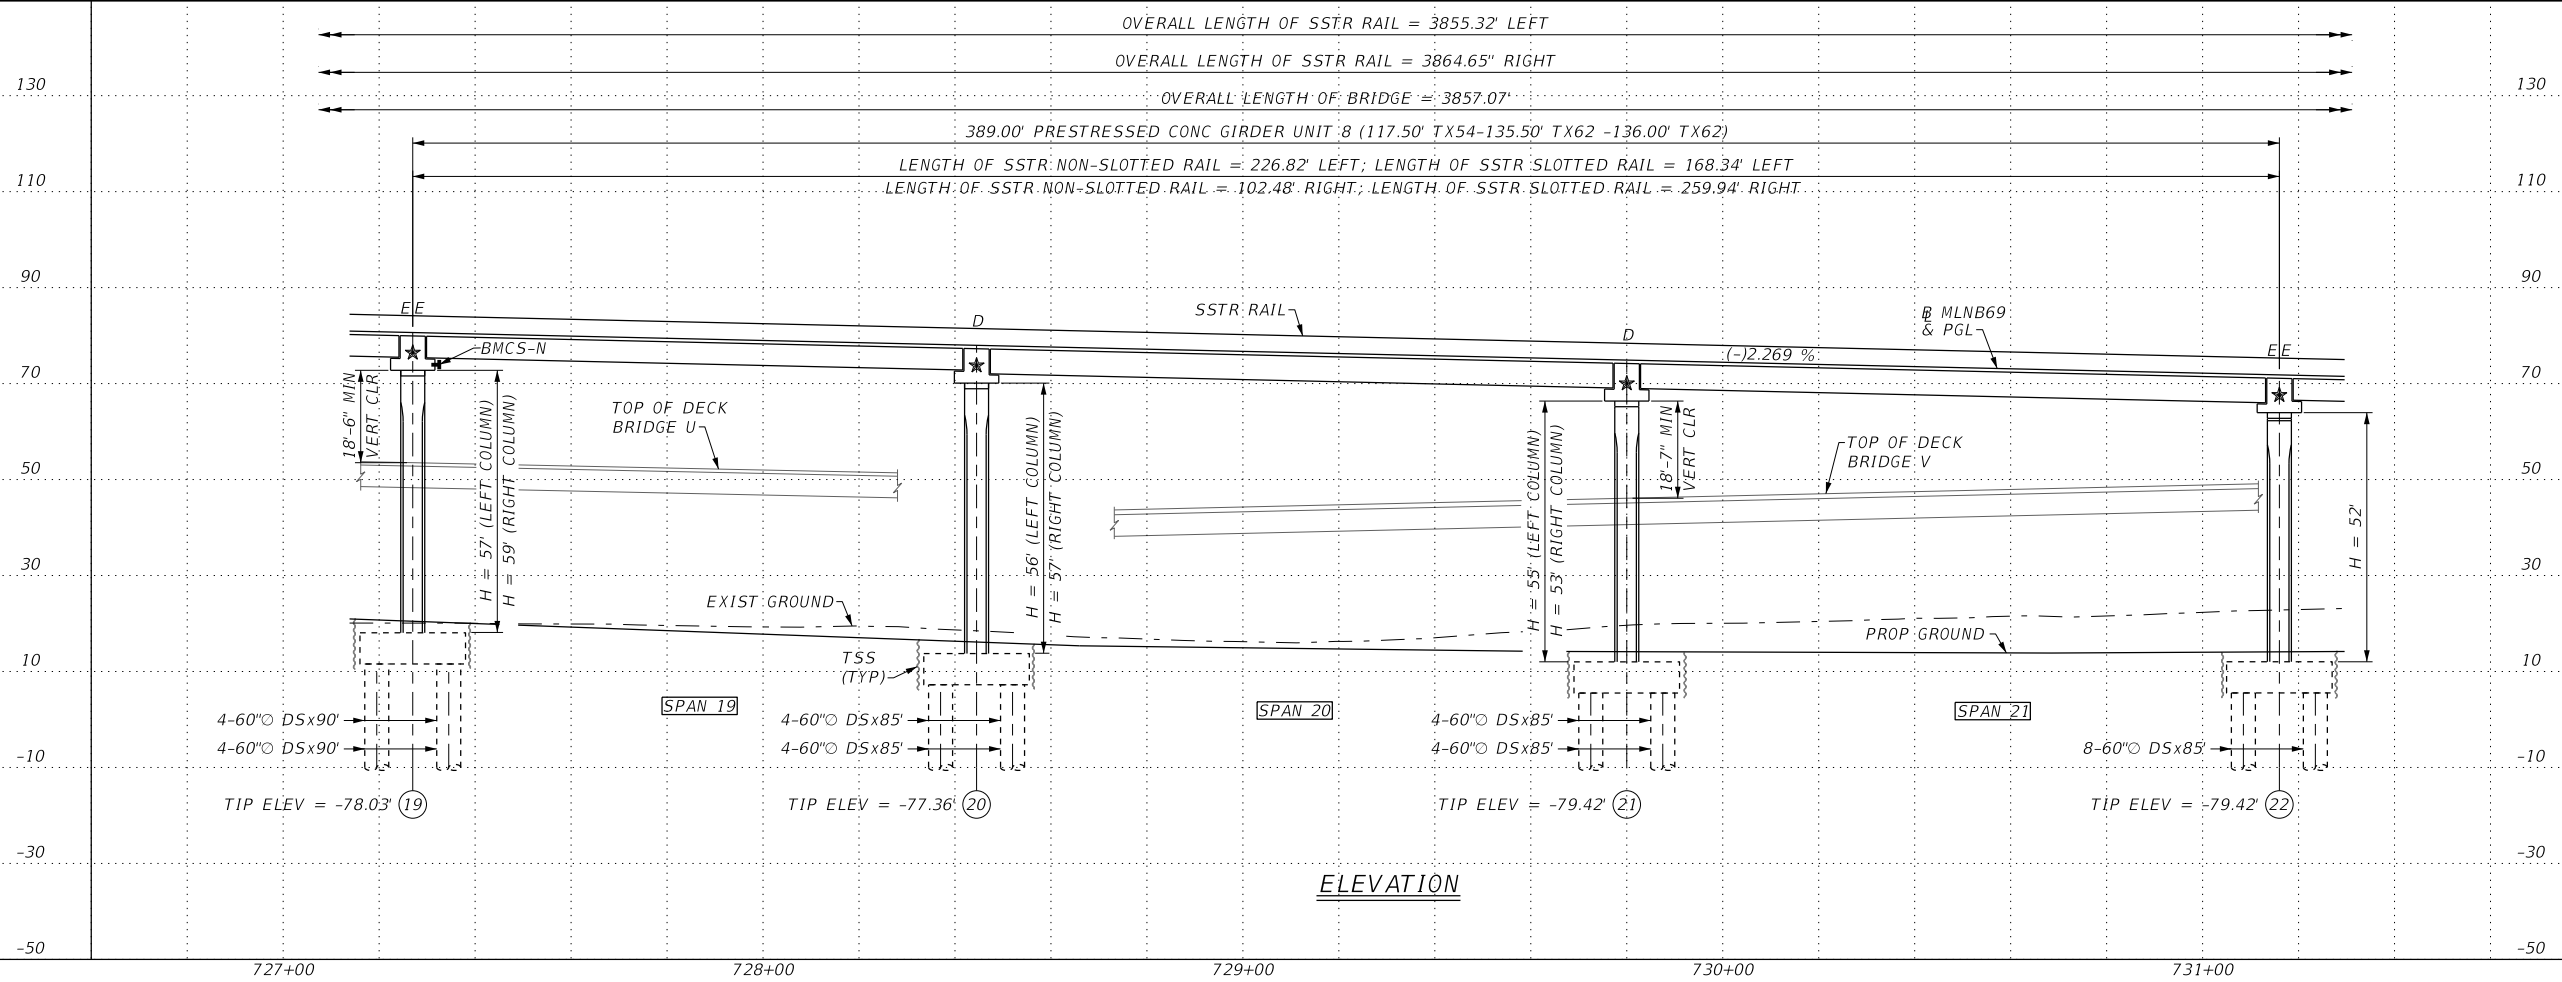 OVERALL LENGTH OF SSTR RAIL = 3855.32' LEFT
OVERALL LENGTH OF SSTR RAIL = 3864.65" RIGHT
130
OVERALL LENGTH OF BRIDGE = 3857.07'
130
389.00' PRESTRESSED CONC GIRDER UNIT 8 (117.50' TX54-135.50' TX62 -136.00' TX62)
LENGTH OF SSTR NON-SLOTTED RAIL = 226.82' LEFT; LENGTH OF SSTR SLOTTED RAIL = 168.34' LEFT
110
LENGTH OF SSTR NON-SLOTTED RAIL = 102.48' RIGHT; LENGTH OF SSTR SLOTTED RAIL = 259.94' RIGHT
110
90
90
E E
D
SSTR RAIL
D
B MLNB69
& PGL
E E
BMCS-N
(-)2.269 %
70
70
18'-6" MIN
VERT CLR
H = 57' (LEFT COLUMN)
H = 59' (RIGHT COLUMN)
TOP OF DECK
BRIDGE U
H = 56' (LEFT COLUMN)
H = 57' (RIGHT COLUMN)
H = 55' (LEFT COLUMN)
H = 53' (RIGHT COLUMN)
18'-7" MIN
VERT CLR
TOP OF DECK
BRIDGE V
H = 52'
50
50
30
30
EXIST GROUND
PROP GROUND
10
TSS
(TYP)
10
SPAN 19
SPAN 20
SPAN 21
4-60"∅ DSx90'
4-60"∅ DSx85'
4-60"∅ DSx85'
4-60"∅ DSx90'
4-60"∅ DSx85'
4-60"∅ DSx85'
8-60"∅ DSx85'
-10
-10
TIP ELEV = -78.03' 19
TIP ELEV = -77.36' 20
TIP ELEV = -79.42' 21
TIP ELEV = -79.42' 22
-30
-30
ELEVATION
-50
-50
727+00
728+00
729+00
730+00
731+00